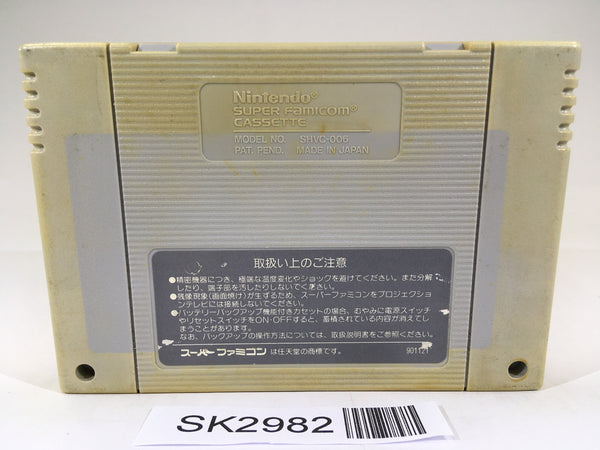 Nintendo®
SUPER Famicom®
CASSETTE
MODEL NO. SHVC-006
PAT. PEND. MADE IN JAPAN
取扱い上のご注意
●精密機器につき、極端な温度変化やショックを避けてください。また分解
したり、端子部を汚したりしないでください。
●残像現象(画面焼け)が生ずるため、スーパーファミコンをプロジェクショ
ンテレビには接続しないでください。
●バッテリーバックアップ機能付きカセットの場合、むやみに電源スイッチ
やリセットスイッチをON・OFFすると、蓄積されている内容が消えてし
まうことがあります。
なお、バックアップの操作方法については、取扱説明書をご参照ください。
スーパーファミコン は任天堂の商標です。 901121
SK2982